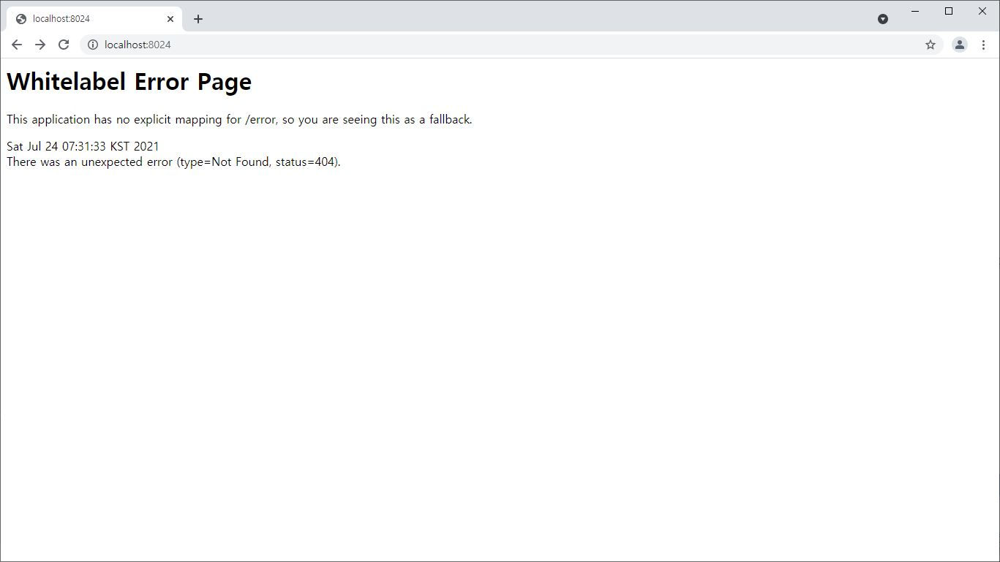 localhost:8024
localhost:8024
Whitelabel Error Page
This application has no explicit mapping for /error, so you are seeing this as a fallback.
Sat Jul 24 07:31:33 KST 2021
There was an unexpected error (type=Not Found, status=404).